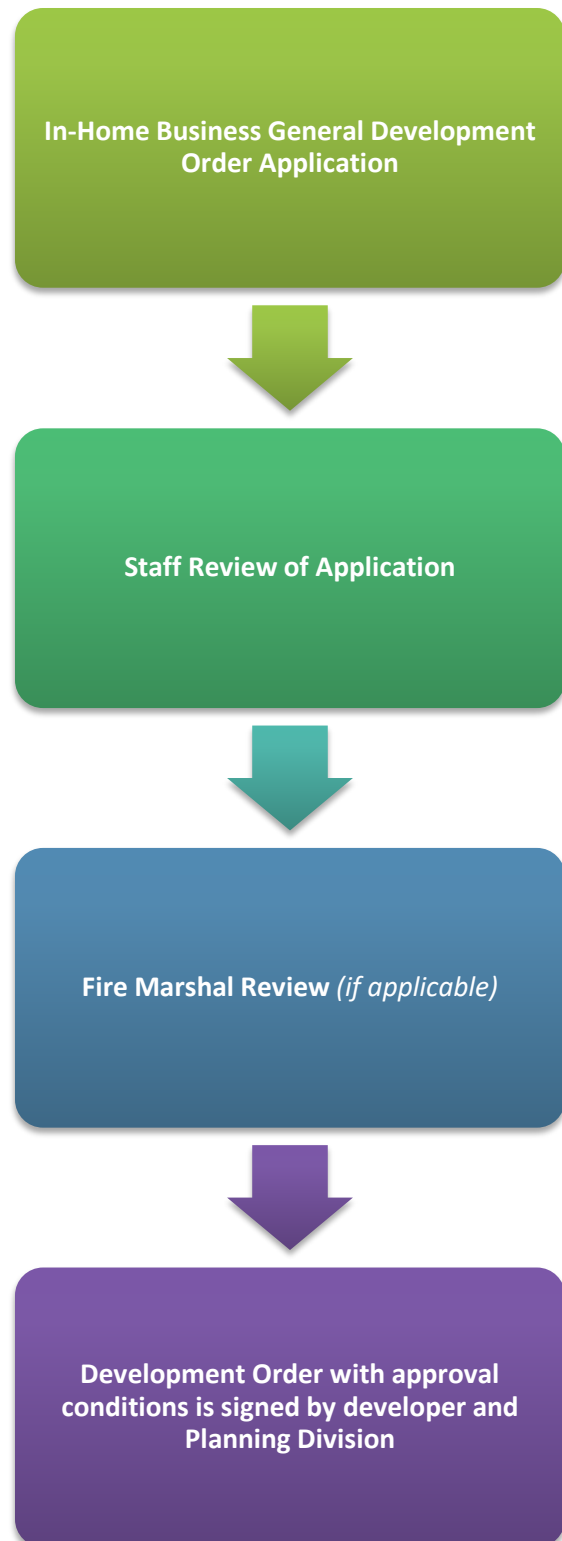 In-Home Business General Development
Order Application
Staff Review of Application
Fire Marshal Review (if applicable)
Development Order with approval
conditions is signed by developer and
Planning Division